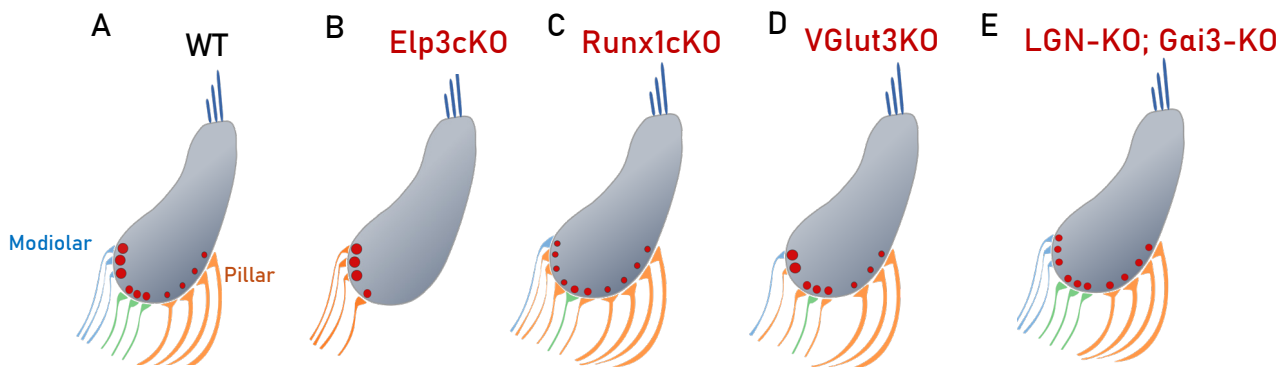 A
WT
B
Elp3cKO
C
Runx1cKO
D
VGlut3KO
E
LGN-KO; Gαi3-KO
Modiolar
Pillar